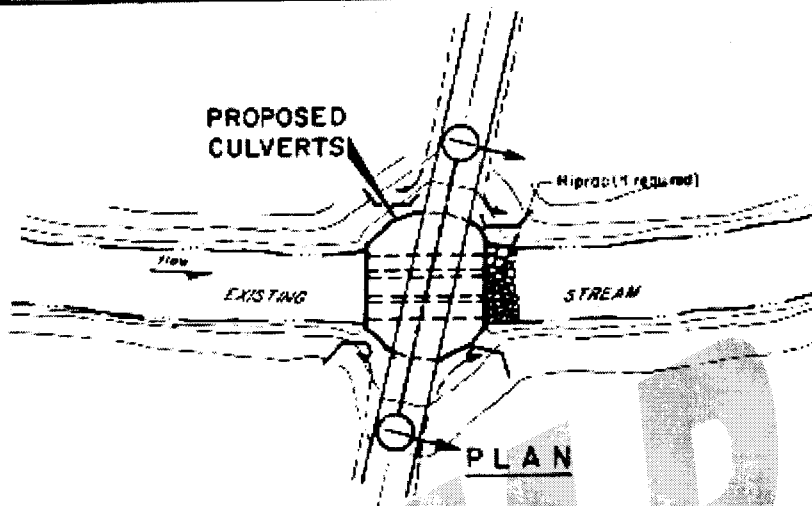 PROPOSED
CULVERTS
Riprap (if required)
flow
EXISTING
STREAM
PLAN